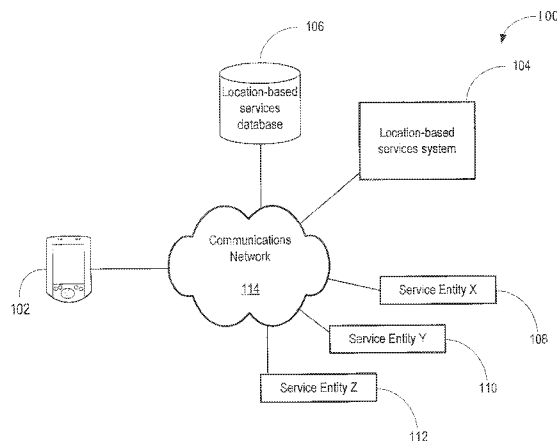 106
100
104
Location-based
services
database
Location-based
services system
Communications
Network
114
102
Service Entity X
108
Service Entity Y
110
Service Entity Z
112